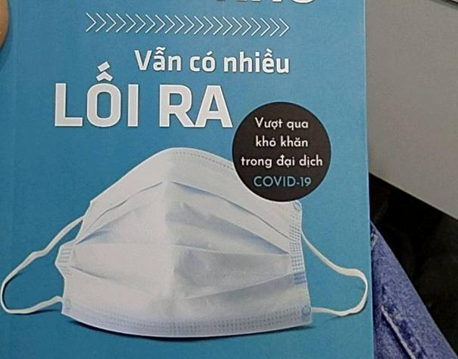 Vẫn có nhiều
LỐI RA
Vượt qua
khó khăn
trong đại dịch
COVID-19